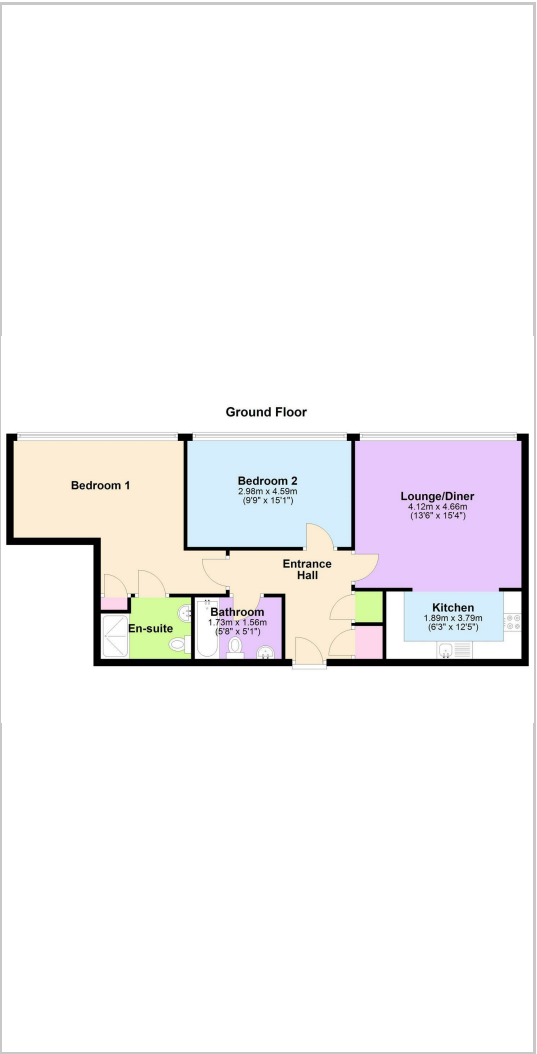 Ground Floor
Bedroom 1
Bedroom 2
2.98m x 4.59m
(9'9" x 15'1")
Lounge/Diner
4.12m x 4.66m
(13'6" x 15'4")
Entrance
Hall
Kitchen
1.89m x 3.79m
(6'3" x 12'5")
En-suite
Bathroom
1.73m x 1.56m
(5'8" x 5'1")